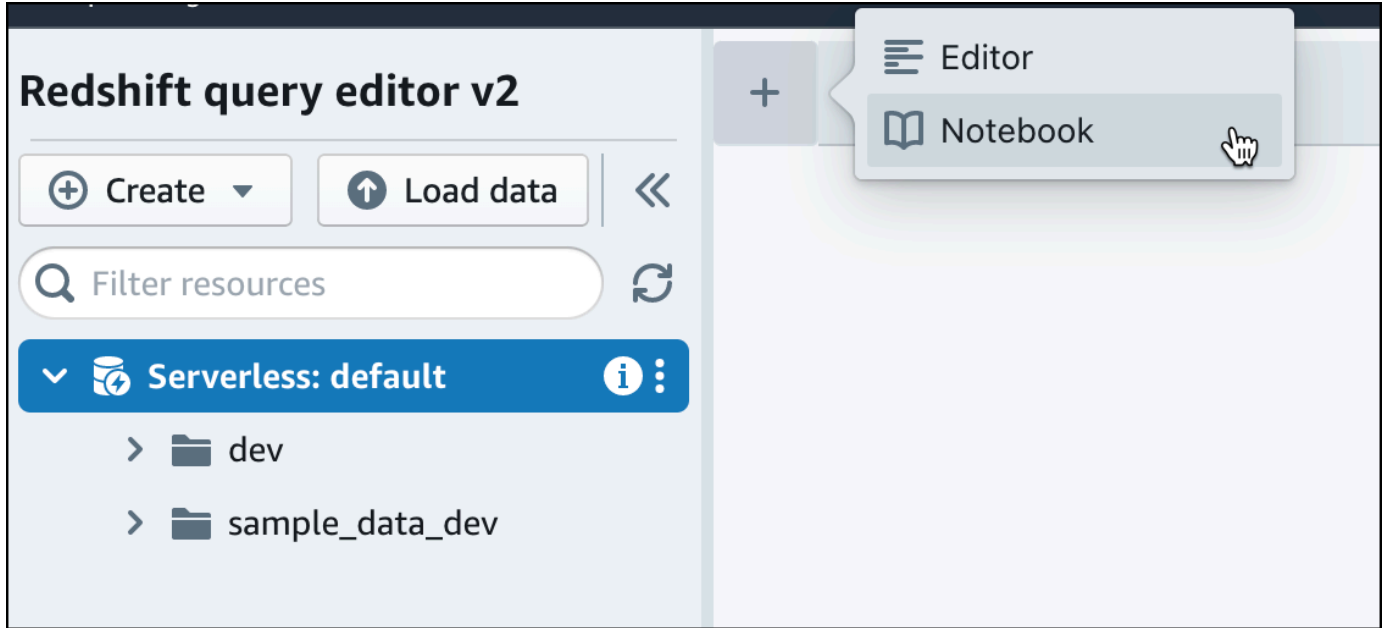 Redshift query editor v2
Create
Load data
Filter resources
Serverless: default
dev
sample_data_dev
Editor
Notebook